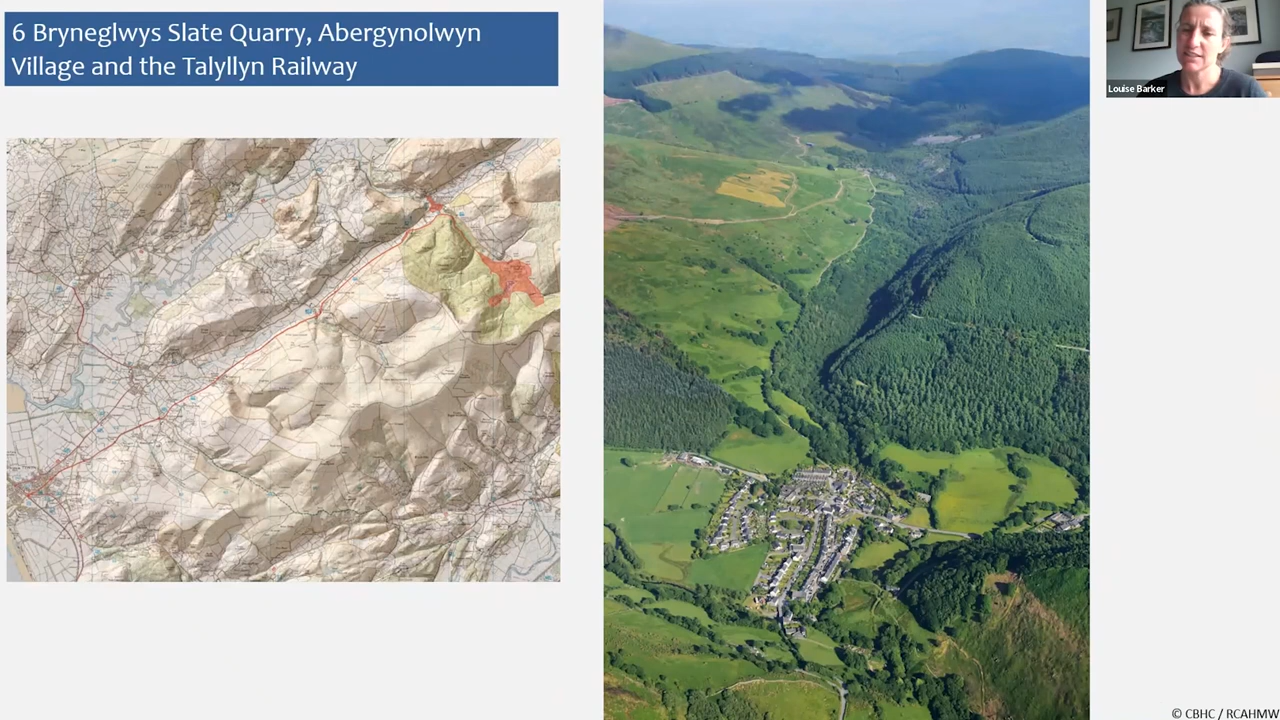 6 Bryneglwys Slate Quarry, Abergynolwyn
Village and the Talyllyn Railway
Louise Barker
© CBHC / RCAHMW